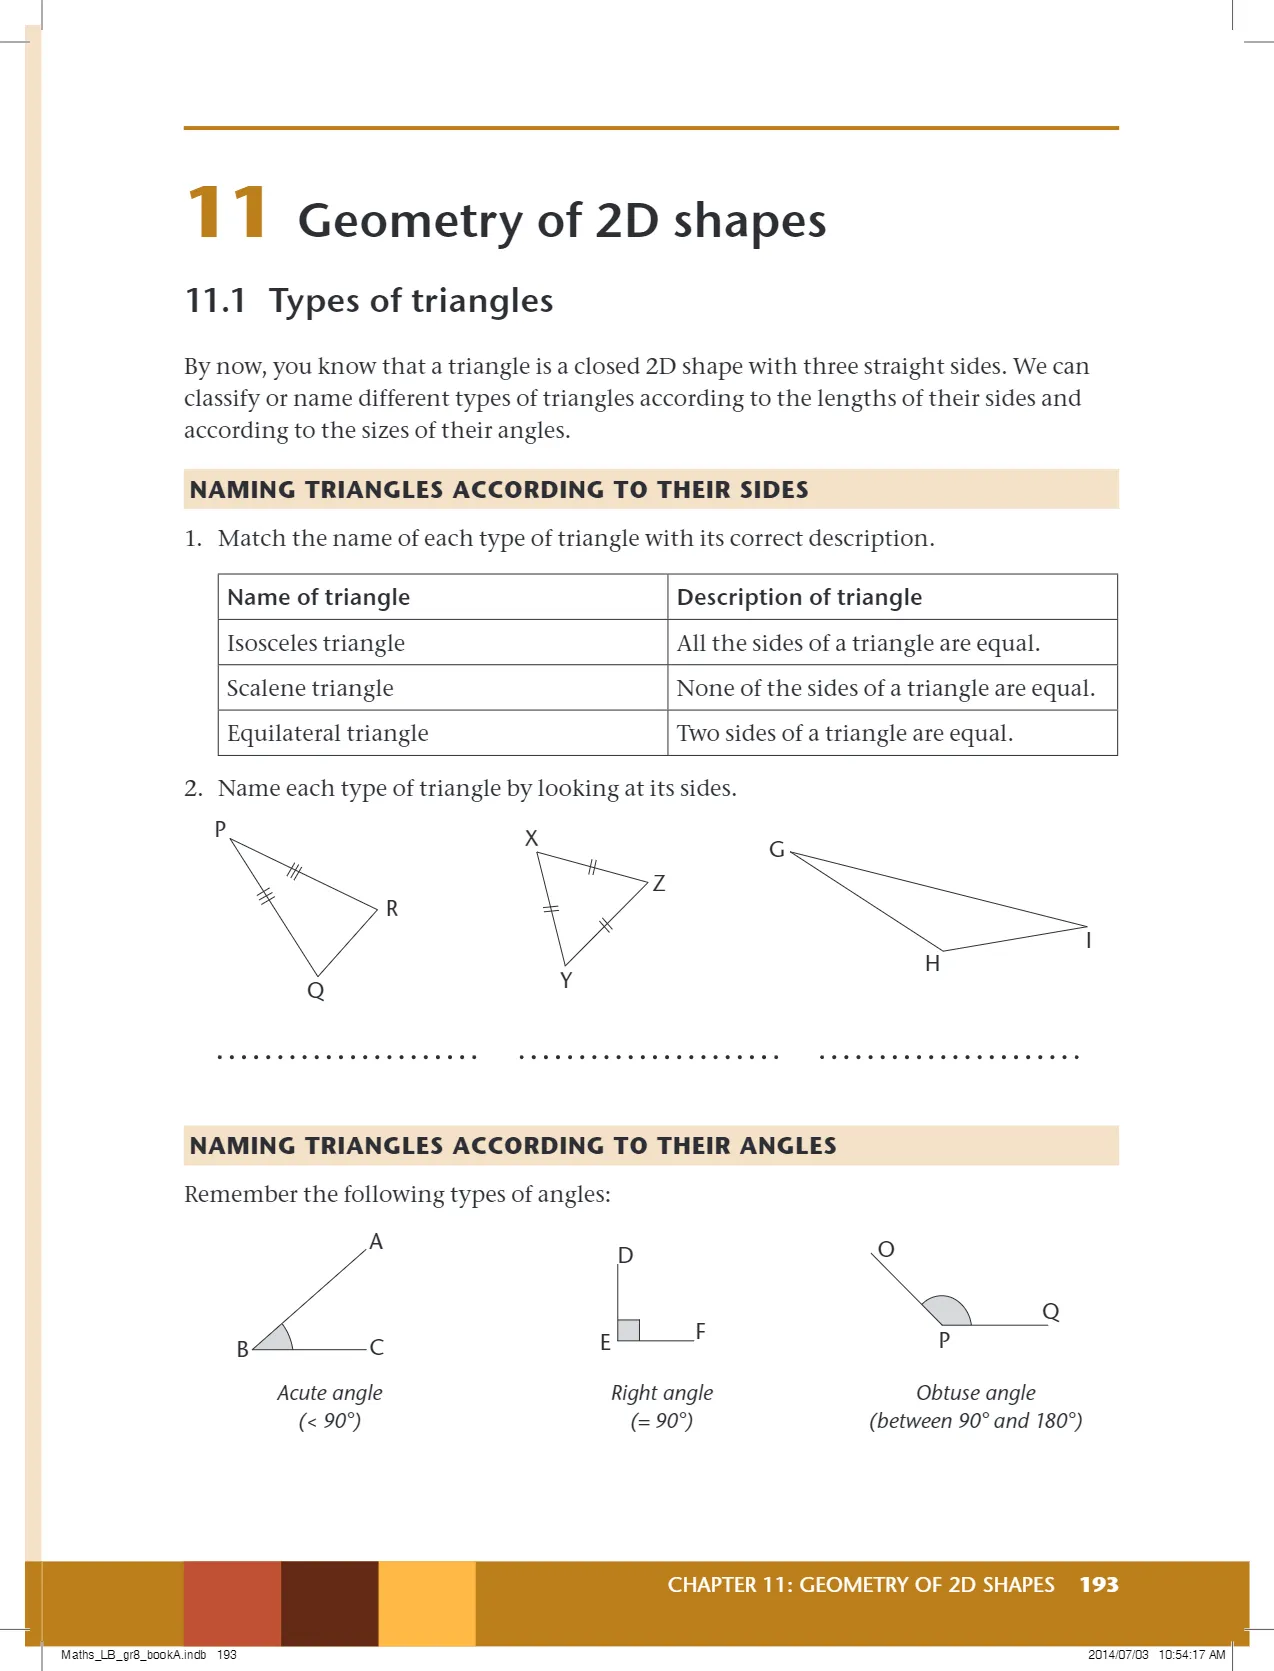 11 Geometry of 2D shapes
11.1 Types of triangles
By now, you know that a triangle is a closed 2D shape with three straight sides. We can
classify or name different types of triangles according to the lengths of their sides and
according to the sizes of their angles.
NAMING TRIANGLES ACCORDING TO THEIR SIDES
1. Match the name of each type of triangle with its correct description.
Name of triangle Description of triangle
Isosceles triangle All the sides of a triangle are equal.
Scalene triangle None of the sides of a triangle are equal.
Equilateral triangle Two sides of a triangle are equal.
2. Name each type of triangle by looking at its sides.
P
R
Q
X
Z
Y
G
H
I
NAMING TRIANGLES ACCORDING TO THEIR ANGLES
Remember the following types of angles:
A
B
C
D
E
F
O
P
Q
Acute angle
(< 90°)
Right angle
(= 90°)
Obtuse angle
(between 90° and 180°)
CHAPTER 11: GEOMETRY OF 2D SHAPES 193
Maths_LB_gr8_bookA.indb 193
2014/07/03 10:54:17 AM